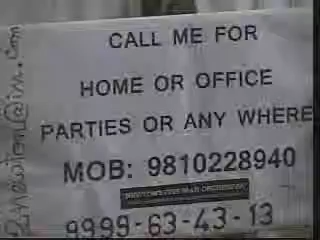 CALL ME FOR
HOME OR OFFICE
PARTIES OR ANY WHERE
MOB: 9810228940
9999-63-43-13